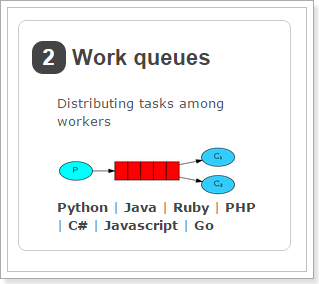 2 Work queues
Distributing tasks among
workers
P
C₁
C₂
Python | Java | Ruby | PHP
| C# | Javascript | Go